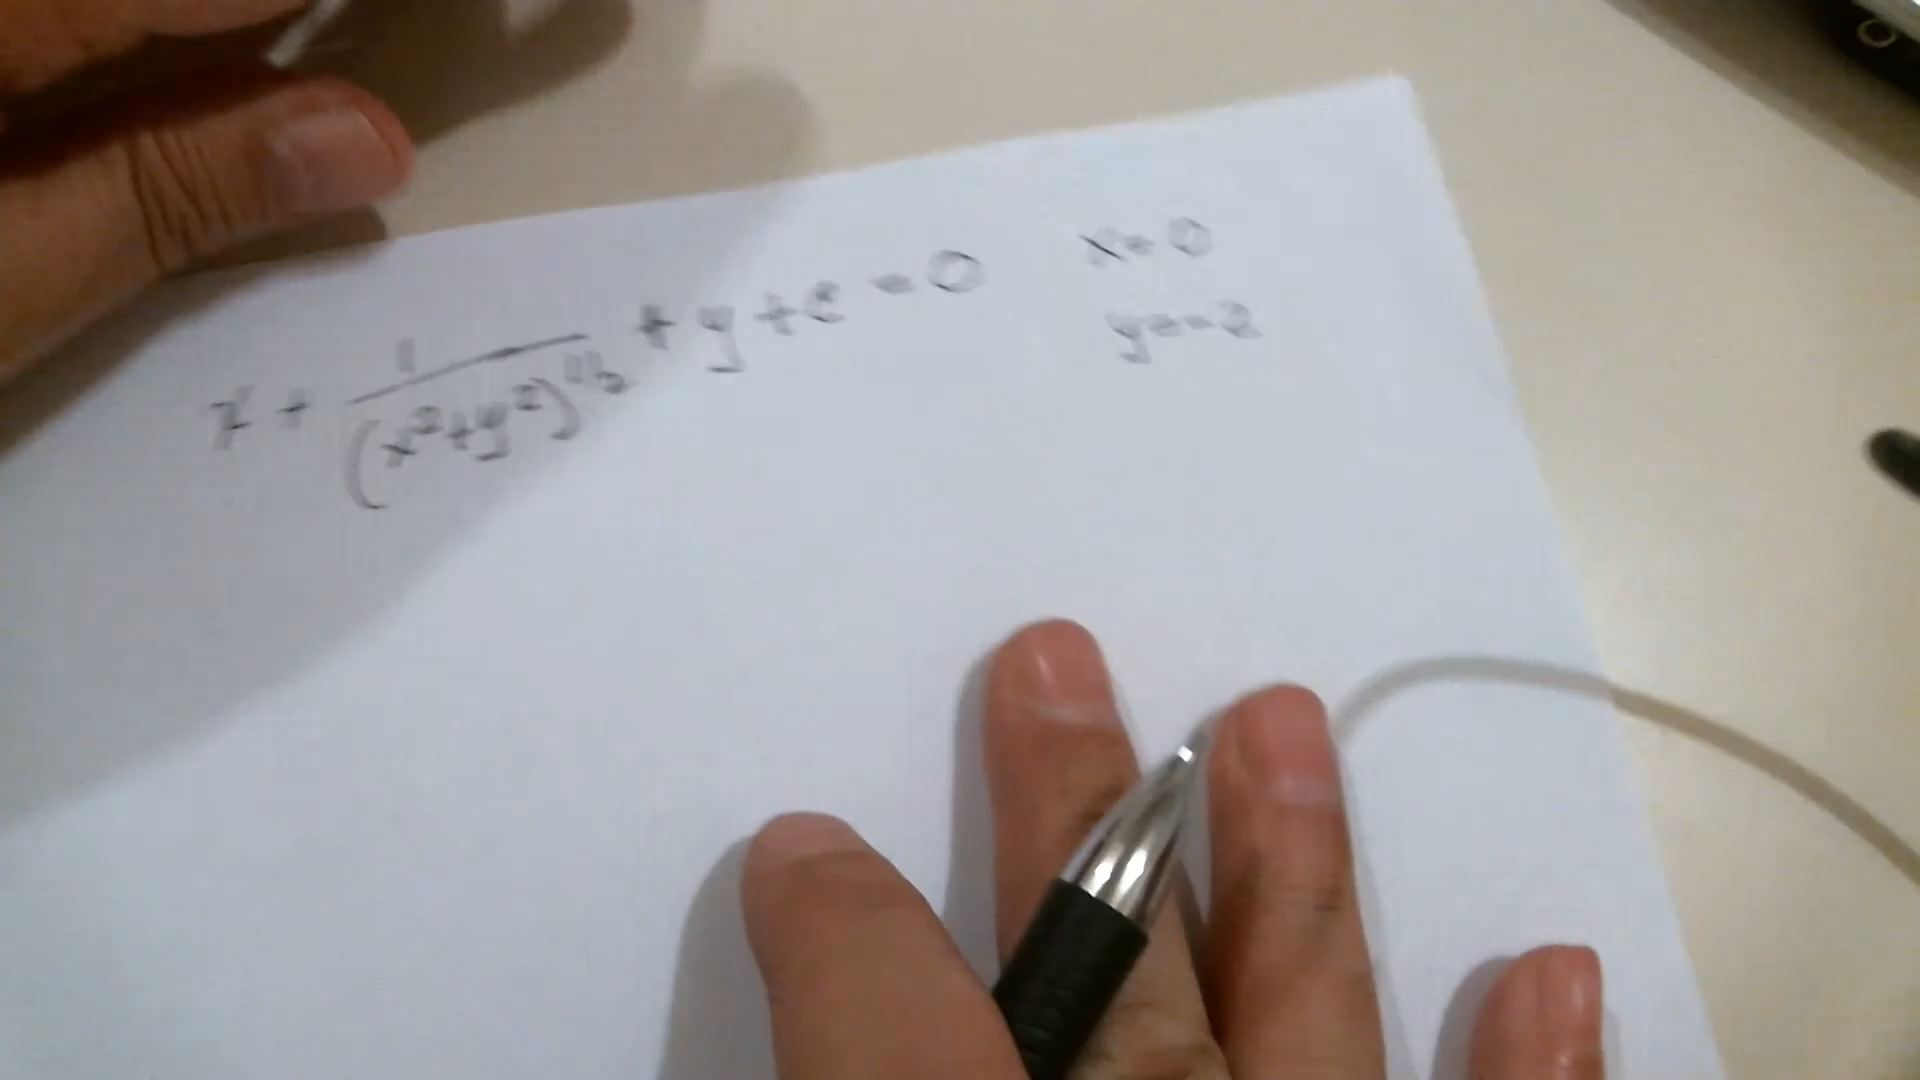 x + 1/(x²+y²)^1/2 + y + c = 0
x = 0
y = -2